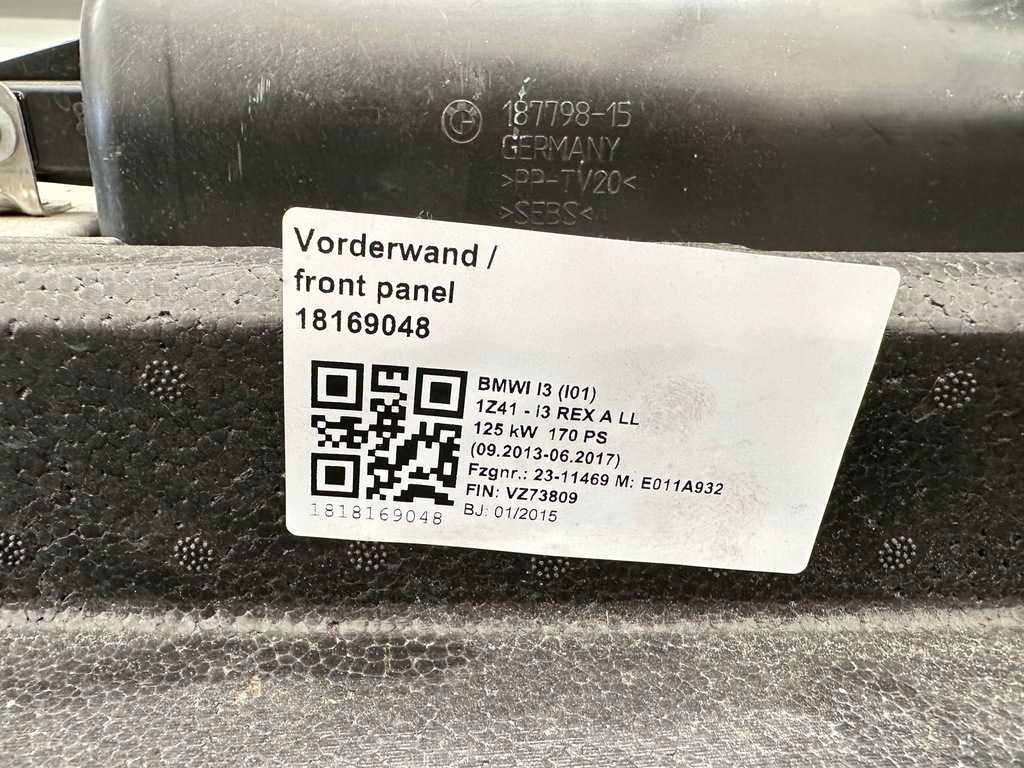 187798-15
GERMANY
>PP-TV20<
>SEBS<
Vorderwand /
front panel
18169048
BMWI I3 (I01)
1Z41 - I3 REX A LL
125 kW 170 PS
(09.2013-06.2017)
Fzgnr.: 23-11469 M: E011A932
FIN: VZ73809
BJ: 01/2015
1818169048